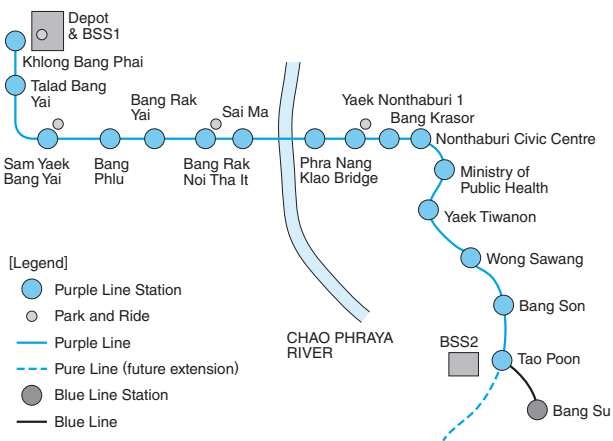 Depot
& BSS1
Khlong Bang Phai
Talad Bang
Yai
Sam Yaek
Bang Yai
Bang
Phlu
Bang Rak
Yai
Bang Rak
Noi Tha It
Sai Ma
Phra Nang
Klao Bridge
Yaek Nonthaburi 1
Bang Krasor
Nonthaburi Civic Centre
Ministry of
Public Health
Yaek Tiwanon
Wong Sawang
Bang Son
BSS2
Tao Poon
Bang Su
CHAO PHRAYA
RIVER
[Legend]
Purple Line Station
Park and Ride
Purple Line
Pure Line (future extension)
Blue Line Station
Blue Line